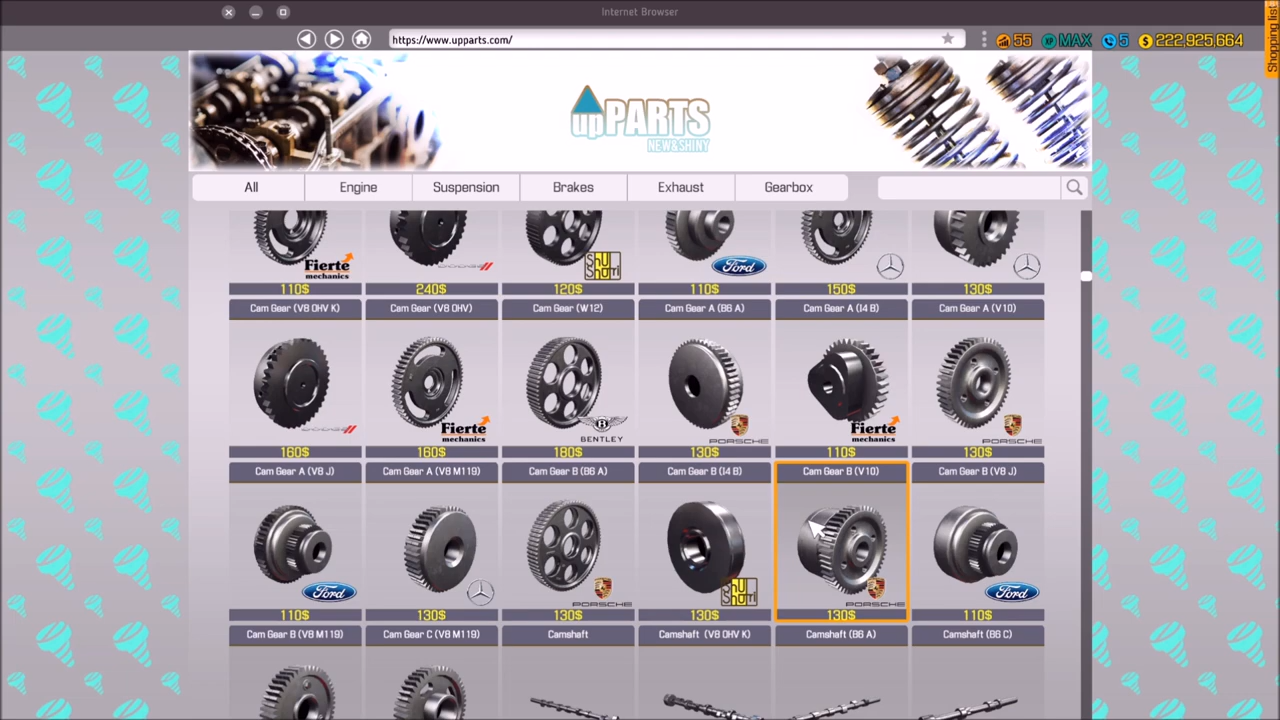 Internet Browser
https://www.upparts.com/
55 XP MAX 5 $ 222,925,664
Shopping list
upPARTS
NEW&SHINY
All Engine Suspension Brakes Exhaust Gearbox
Fierte mechanics DODGE Shuhuti Ford
110$ 240$ 120$ 110$ 150$ 130$
Cam Gear (V8 OHV K) Cam Gear (V8 OHV) Cam Gear (W12) Cam Gear A (B6 A) Cam Gear A (I4 B) Cam Gear A (V10)
DODGE Fierte mechanics BENTLEY PORSCHE Fierte mechanics PORSCHE
160$ 160$ 180$ 130$ 110$ 130$
Cam Gear A (V8 J) Cam Gear A (V8 M119) Cam Gear B (B6 A) Cam Gear B (I4 B) Cam Gear B (V10) Cam Gear B (V8 J)
Ford PORSCHE Shuhuti PORSCHE Ford
110$ 130$ 130$ 130$ 130$ 110$
Cam Gear B (V8 M119) Cam Gear C (V8 M119) Camshaft Camshaft (V8 OHV K) Camshaft (B6 A) Camshaft (B6 C)